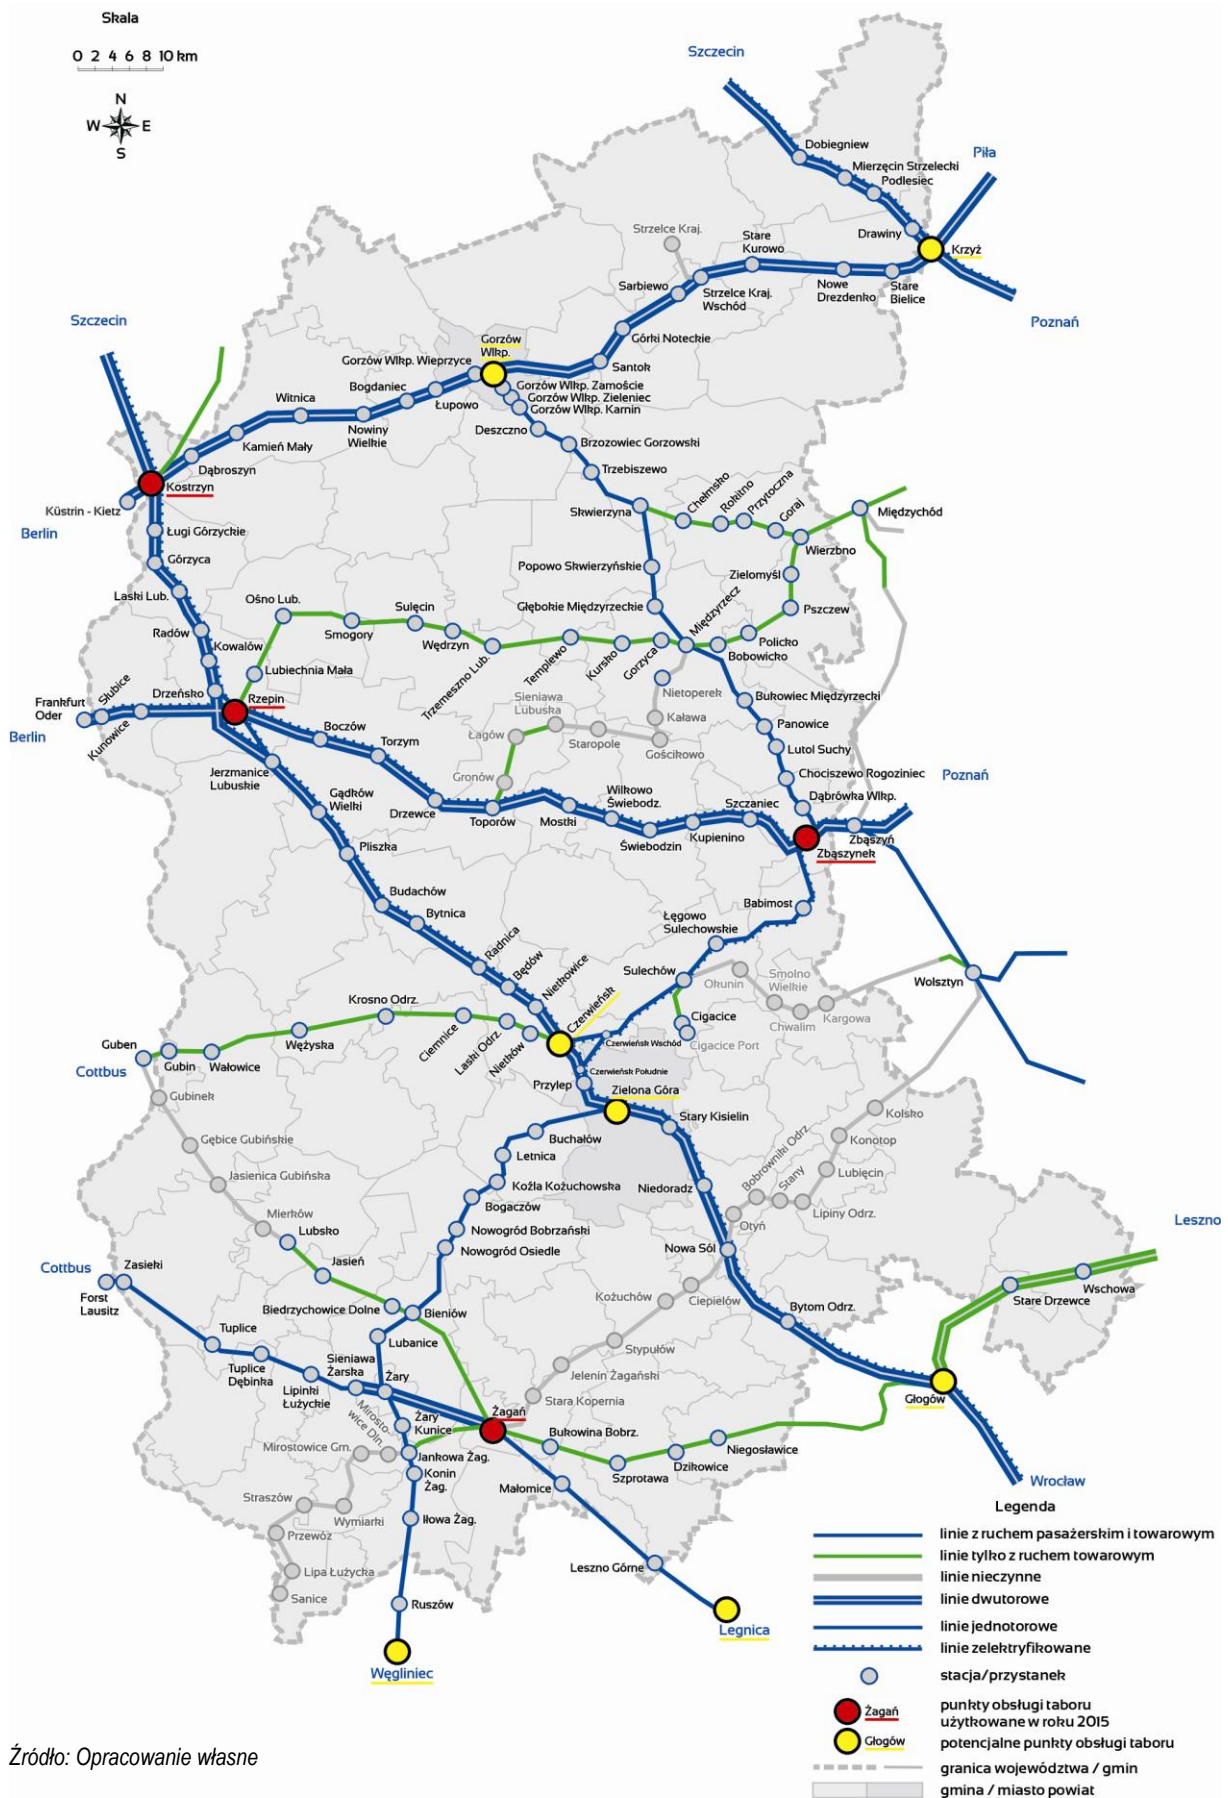 Skala
0 2 4 6 8 10 km
N
W E
S
Szczecin
Dobiegniew
Mierzęcin Strzelecki
Podlesiec
Piła
Drawiny
Krzyż
Strzelce Kraj.
Stare
Kurowo
Sarbiewo
Strzelce Kraj.
Wschód
Nowe
Drezdenko
Stare
Bielice
Poznań
Szczecin
Górki Noteckie
Gorzów
Wlkp.
Gorzów Wlkp. Wieprzyce
Santok
Bogdaniec
Gorzów Wlkp. Zamoście
Gorzów Wlkp. Zieleniec
Gorzów Wlkp. Karnin
Witnica
Łupowo
Nowiny
Wielkie
Deszczno
Kamień Mały
Brzozowiec Gorzowski
Dąbroszyn
Trzebiszewo
Kostrzyn
Küstrin - Kietz
Berlin
Skwierzyna
Chełmsko
Rokitno
Przytoczna
Goraj
Międzychód
Wierzbno
Ługi Górzyckie
Górzyca
Popowo Skwierzyńskie
Zielomyśl
Laski Lub.
Ośno Lub.
Głębokie Międzyrzeckie
Pszczew
Smogory
Sulęcin
Wędrzyn
Międzyrzecz
Radów
Policko
Kowalów
Trzemeszno Lub.
Templewo
Kursko
Gorzyca
Bobowicko
Lubiechnia Mała
Nietoperek
Drzeńsko
Rzepin
Frankfurt
Oder
Słubice
Kunowice
Berlin
Sieniawa
Lubuska
Bukowiec Międzyrzecki
Kaława
Panowice
Łagów
Staropole
Gościkowo
Lutol Suchy
Boczów
Torzym
Jerzmanice
Lubuskie
Gronów
Chociszewo Rogoziniec
Poznań
Gądków
Wielki
Drzewce
Toporów
Mostki
Wilkowo
Świebodz.
Szczaniec
Dąbrówka Wlkp.
Świebodzin
Kupienino
Zbąszyń
Zbąszynek
Pliszka
Budachów
Bytnica
Babimost
Łęgowo
Sulechowskie
Radnica
Będów
Nietkowice
Sulechów
Okunin
Smolno
Wielkie
Wolsztyn
Chwalim
Kargowa
Krosno Odrz.
Czerwieńsk
Cigacice
Cigacice Port
Czerwieńsk Wschód
Ciemnice
Laski Odrz.
Nietków
Wężyska
Guben
Gubin
Wałowice
Cottbus
Czerwieńsk Południe
Przylep
Zielona Góra
Gubinek
Stary Kisielin
Kolsko
Buchałów
Konotop
Gębice Gubińskie
Letnica
Bobrowniki Odrz.
Stany
Lubięcin
Jasienica Gubińska
Koźla Kożuchowska
Niedoradz
Bogaczów
Lipiny Odrz.
Otyń
Mierków
Lubsko
Nowogród Bobrzański
Nowogród Osiedle
Nowa Sól
Leszno
Jasień
Cottbus
Zasieki
Forst
Lausitz
Wschowa
Stare Drzewce
Biedrzychowice Dolne
Bieniów
Kożuchów
Ciepielów
Bytom Odrz.
Tuplice
Lubanice
Stypułów
Tuplice
Dębinka
Sieniawa
Żarska
Żary
Jelenin Żagański
Lipinki
Łużyckie
Stara Kopernia
Głogów
Mirosto-
wice Dln.
Żary
Kunice
Żagań
Bukowina Bobrz.
Niegosławice
Mirostowice Grn.
Jankowa Żag.
Dzikowice
Szprotawa
Konin
Żag.
Małomice
Wrocław
Straszów
Wymiarki
Iłowa Żag.
Przewóz
Leszno Górne
Lipa Łużycka
Sanice
Ruszów
Legnica
Węgliniec
Legenda
linie z ruchem pasażerskim i towarowym
linie tylko z ruchem towarowym
linie nieczynne
linie dwutorowe
linie jednotorowe
linie zelektryfikowane
stacja/przystanek
Żagań
punkty obsługi taboru
użytkowane w roku 2015
Głogów
potencjalne punkty obsługi taboru
granica województwa / gmin
gmina / miasto powiat
Źródło: Opracowanie własne